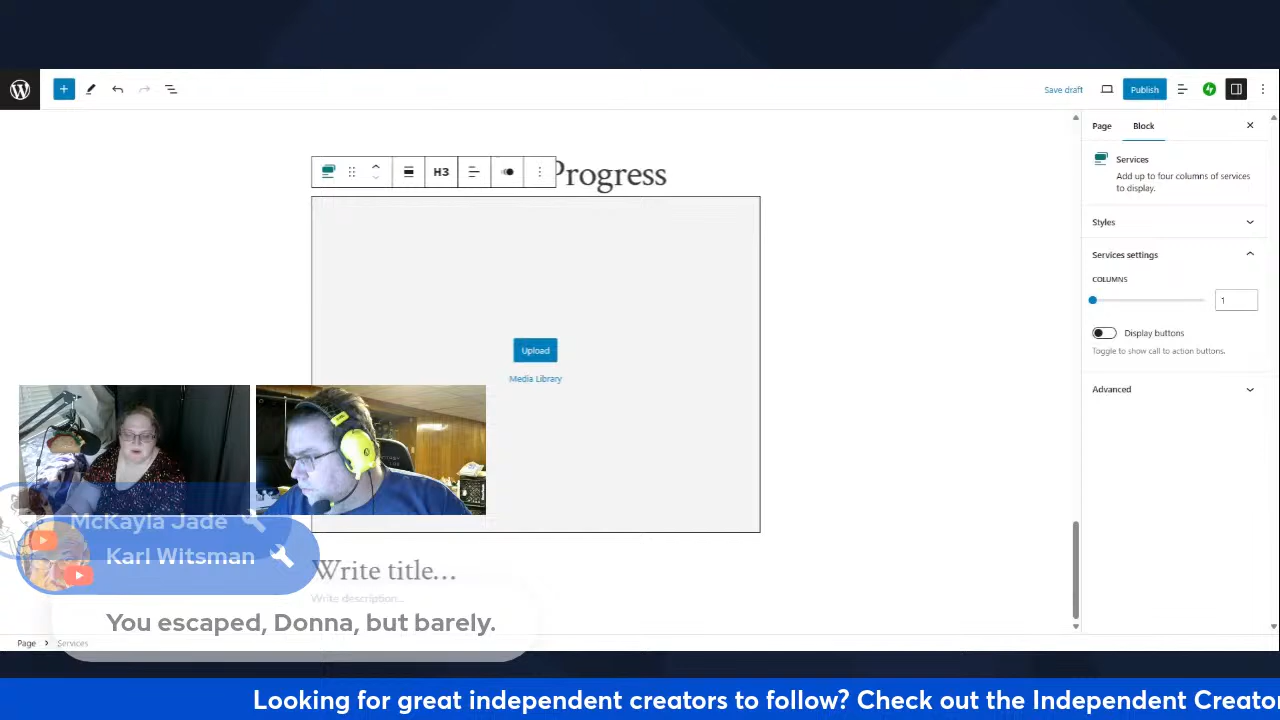 Save draft
Publish
H3
Progress
Page
Block
Services
Add up to four columns of services
to display.
Styles
Services settings
COLUMNS
1
Display buttons
Toggle to show call to action buttons.
Advanced
Upload
Media Library
McKayla Jade
Karl Witsman
You escaped, Donna, but barely.
Write title...
Write description...
Page
Services
Looking for great independent creators to follow? Check out the Independent Creator